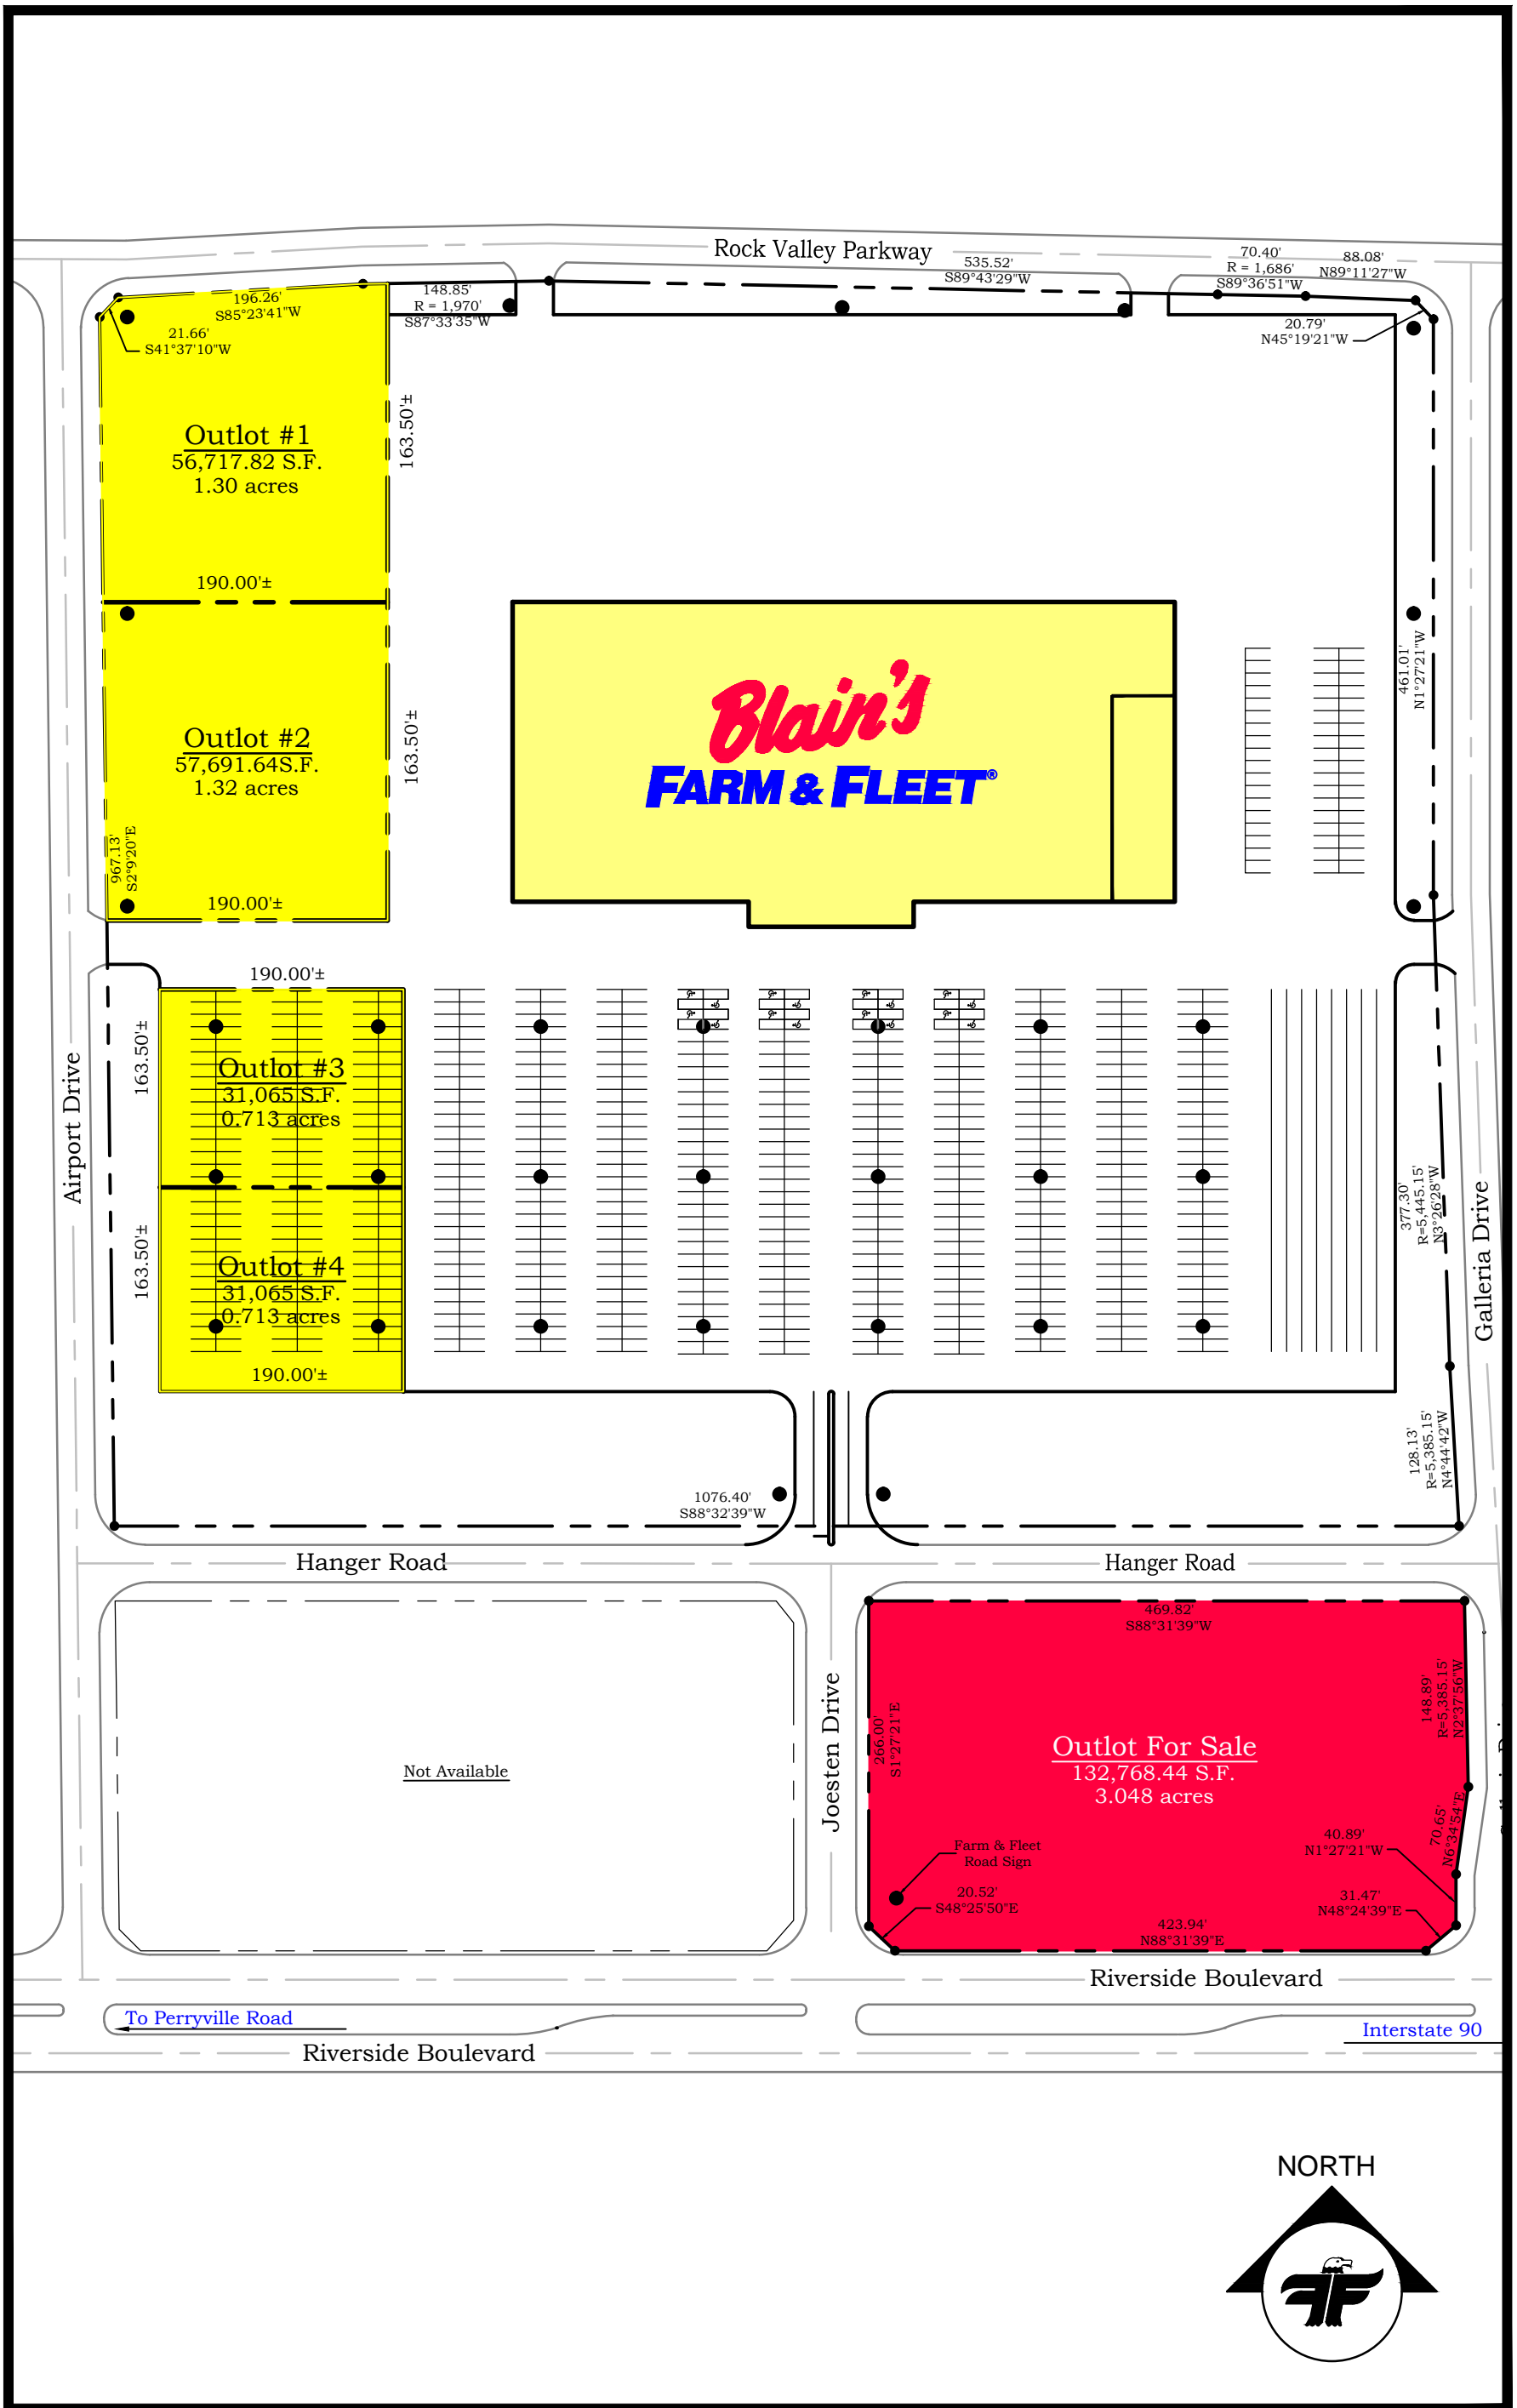 Rock Valley Parkway
70.40'
R = 1,686'
S89°36'51"W
88.08'
N89°11'27"W
535.52'
S89°43'29"W
196.26'
S85°23'41"W
148.85'
R = 1,970'
S87°33'35"W
21.66'
S41°37'10"W
20.79'
N45°19'21"W
Outlot #1
56,717.82 S.F.
1.30 acres
163.50'±
190.00'±
Outlot #2
57,691.64S.F.
1.32 acres
163.50'±
967.13'
S2°9'20"E
190.00'±
Blain's
FARM & FLEET®
461.01'
N1°27'21"W
190.00'±
163.50'±
Outlot #3
31,065 S.F.
0.713 acres
Airport Drive
163.50'±
Outlot #4
31,065 S.F.
0.713 acres
190.00'±
377.30'
R=5,445.15'
N3°26'28"W
Galleria Drive
128.13'
R=5,385.15'
N4°44'42"W
1076.40'
S88°32'39"W
Hanger Road
Hanger Road
469.82'
S88°31'39"W
Not Available
Joesten Drive
266.00'
S1°27'21"E
Outlot For Sale
132,768.44 S.F.
3.048 acres
148.89'
R=5,385.15'
N2°37'56"W
70.65'
N6°34'54"E
40.89'
N1°27'21"W
Farm & Fleet
Road Sign
20.52'
S48°25'50"E
31.47'
N48°24'39"E
423.94'
N88°31'39"E
Riverside Boulevard
To Perryville Road
Interstate 90
Riverside Boulevard
NORTH